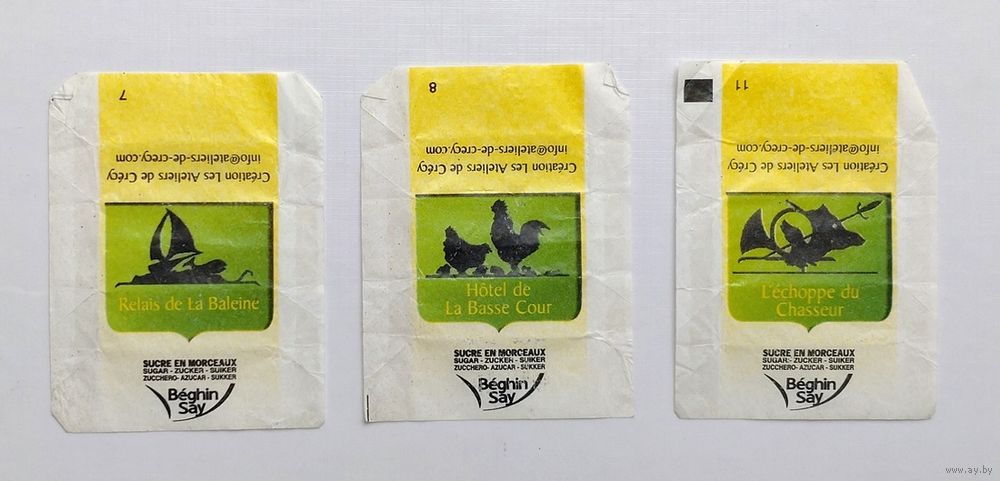 7
info@ateliers-de-crecy.com
Création Les Ateliers de Crécy
Relais de La Baleine
SUCRE EN MORCEAUX
SUGAR - ZUCKER - SUIKER
ZUCCHERO - AZUCAR - SUKKER
Béghin
Say
8
info@ateliers-de-crecy.com
Création Les Ateliers de Crécy
Hôtel de
La Basse Cour
SUCRE EN MORCEAUX
SUGAR - ZUCKER - SUIKER
ZUCCHERO - AZUCAR - SUKKER
Béghin
Say
11
info@ateliers-de-crecy.com
Création Les Ateliers de Crécy
L'échoppe du
Chasseur
SUCRE EN MORCEAUX
SUGAR - ZUCKER - SUIKER
ZUCCHERO - AZUCAR - SUKKER
Béghin
Say
www.ay.by